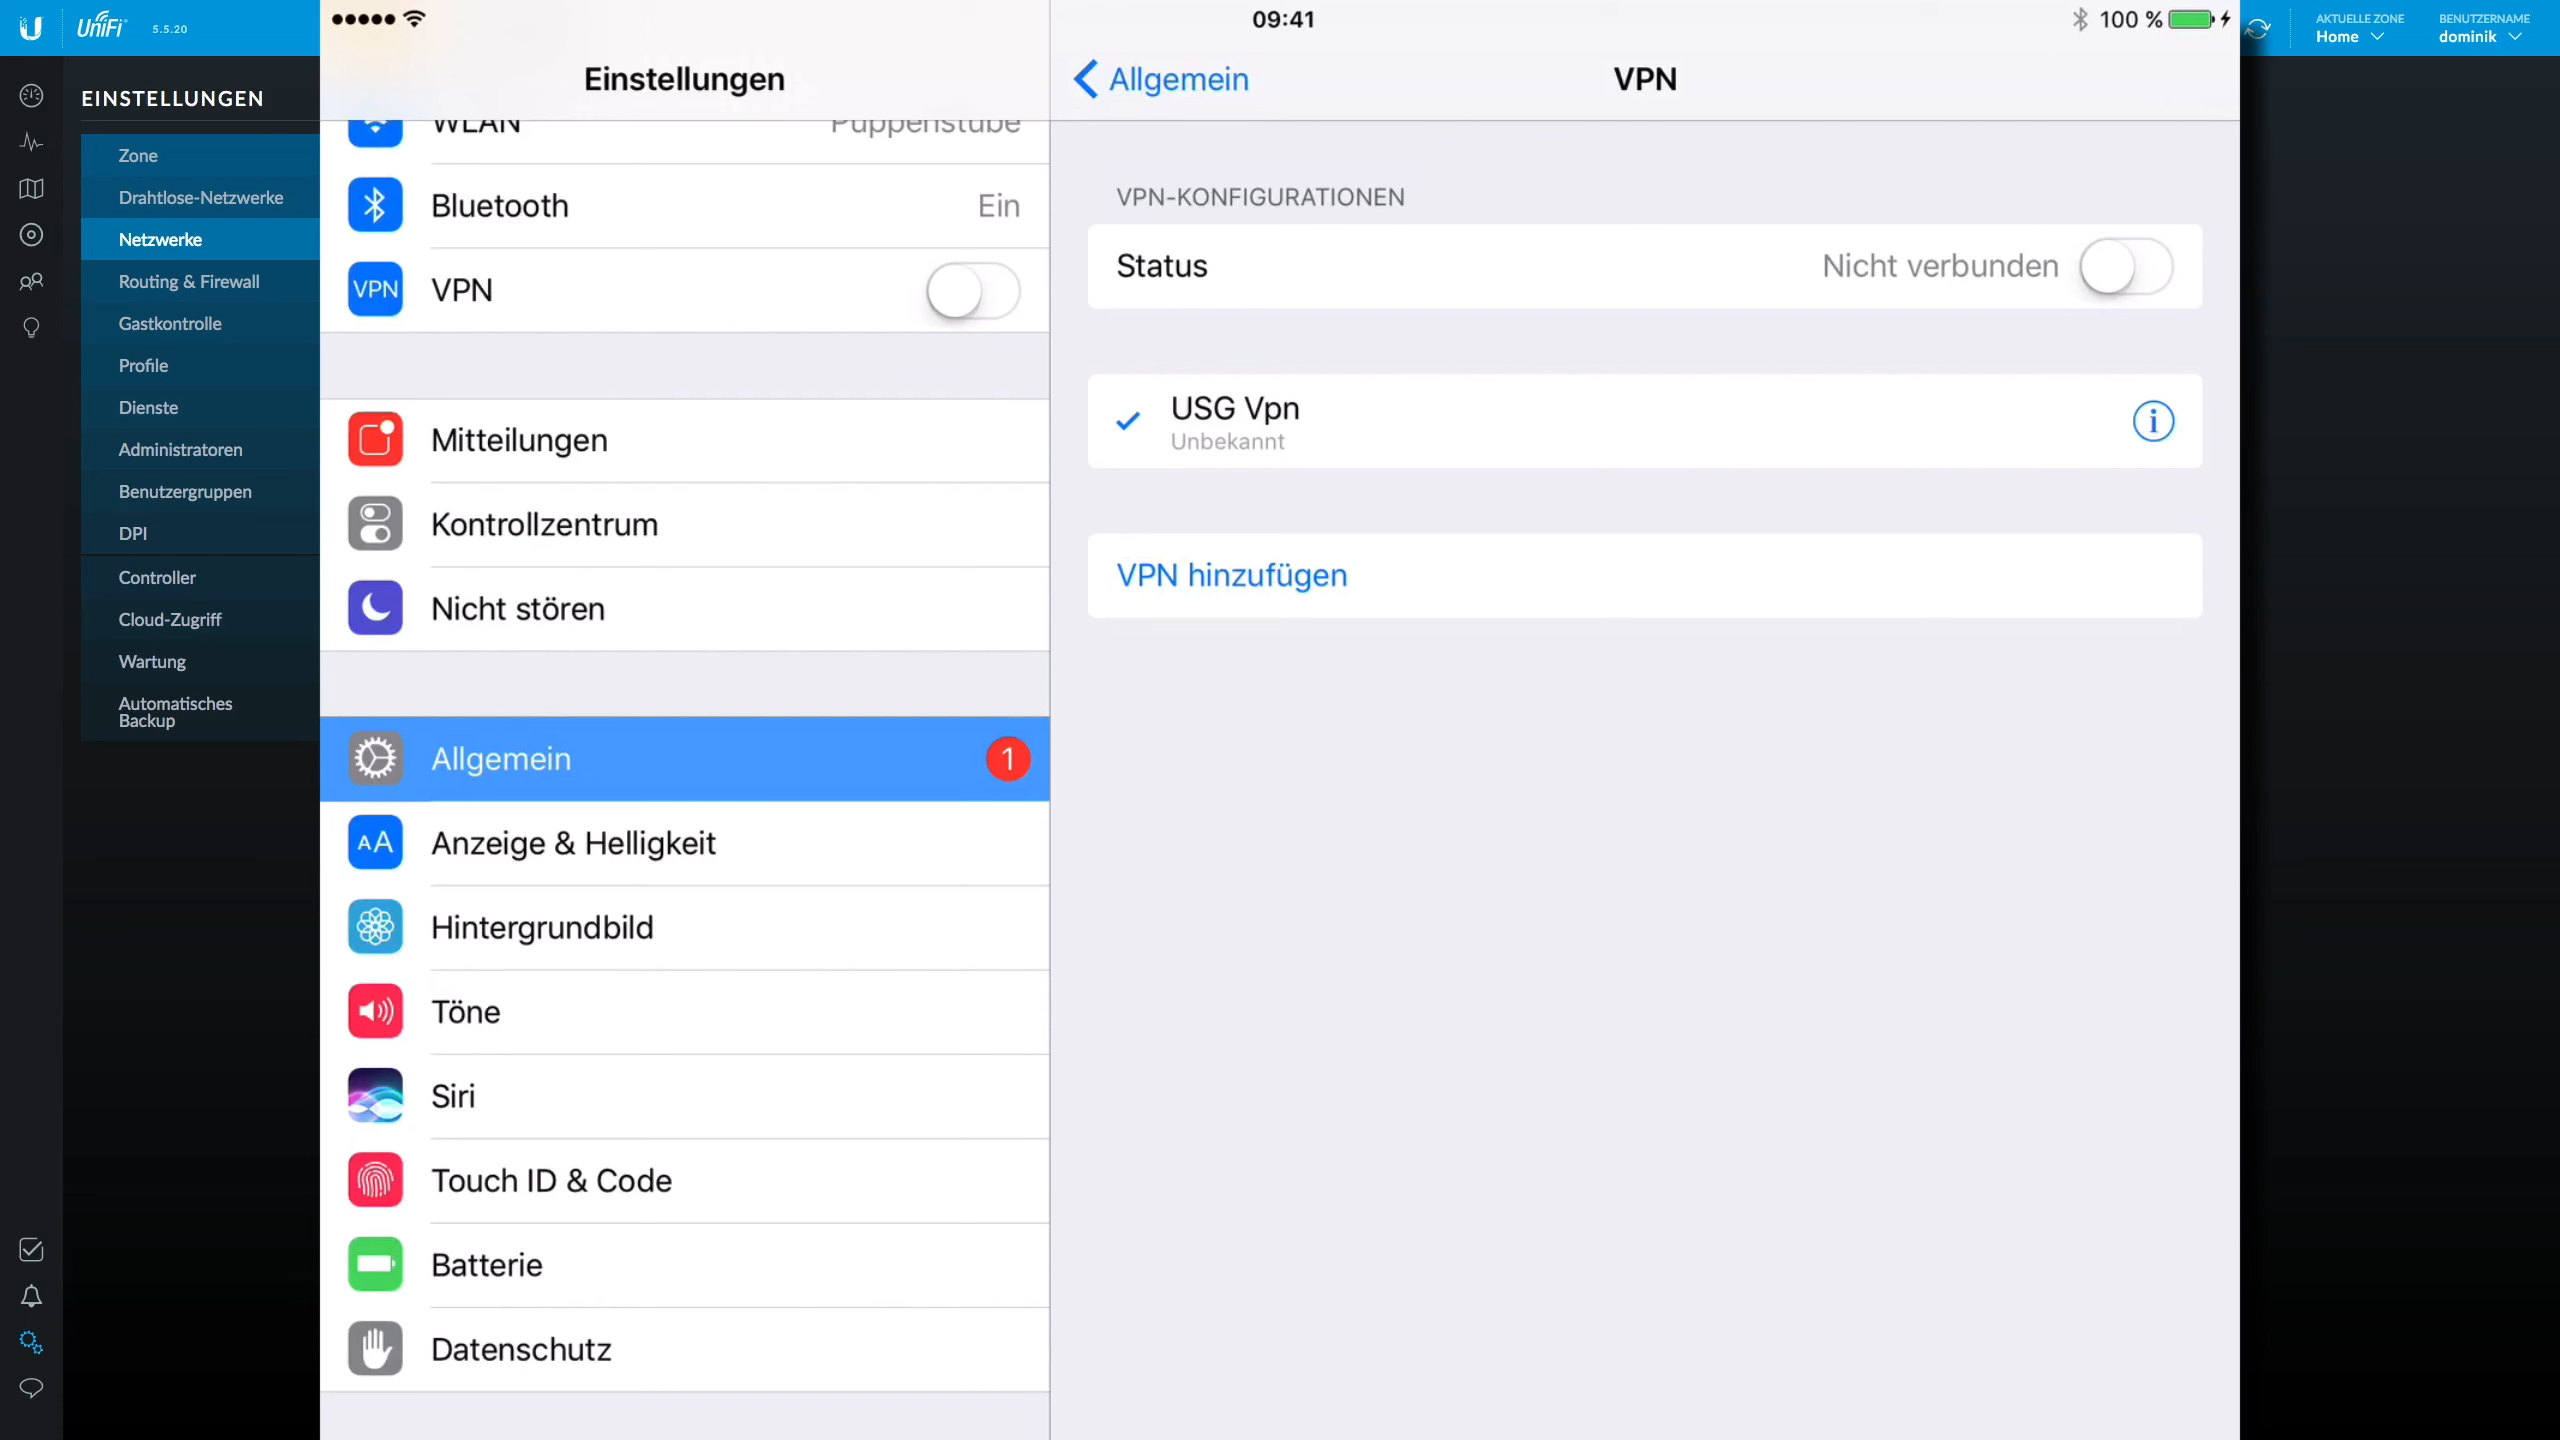 UniFi 5.5.20
AKTUELLE ZONE
Home
BENUTZERNAME
dominik
EINSTELLUNGEN
Zone
Drahtlose-Netzwerke
Netzwerke
Routing & Firewall
Gastkontrolle
Profile
Dienste
Administratoren
Benutzergruppen
DPI
Controller
Cloud-Zugriff
Wartung
Automatisches
Backup
09:41
100 %
Einstellungen
WLAN Puppenstube
Bluetooth Ein
VPN VPN
Mitteilungen
Kontrollzentrum
Nicht stören
Allgemein 1
AA Anzeige & Helligkeit
Hintergrundbild
Töne
Siri
Touch ID & Code
Batterie
Datenschutz
Allgemein
VPN
VPN-KONFIGURATIONEN
Status Nicht verbunden
USG Vpn
Unbekannt
VPN hinzufügen